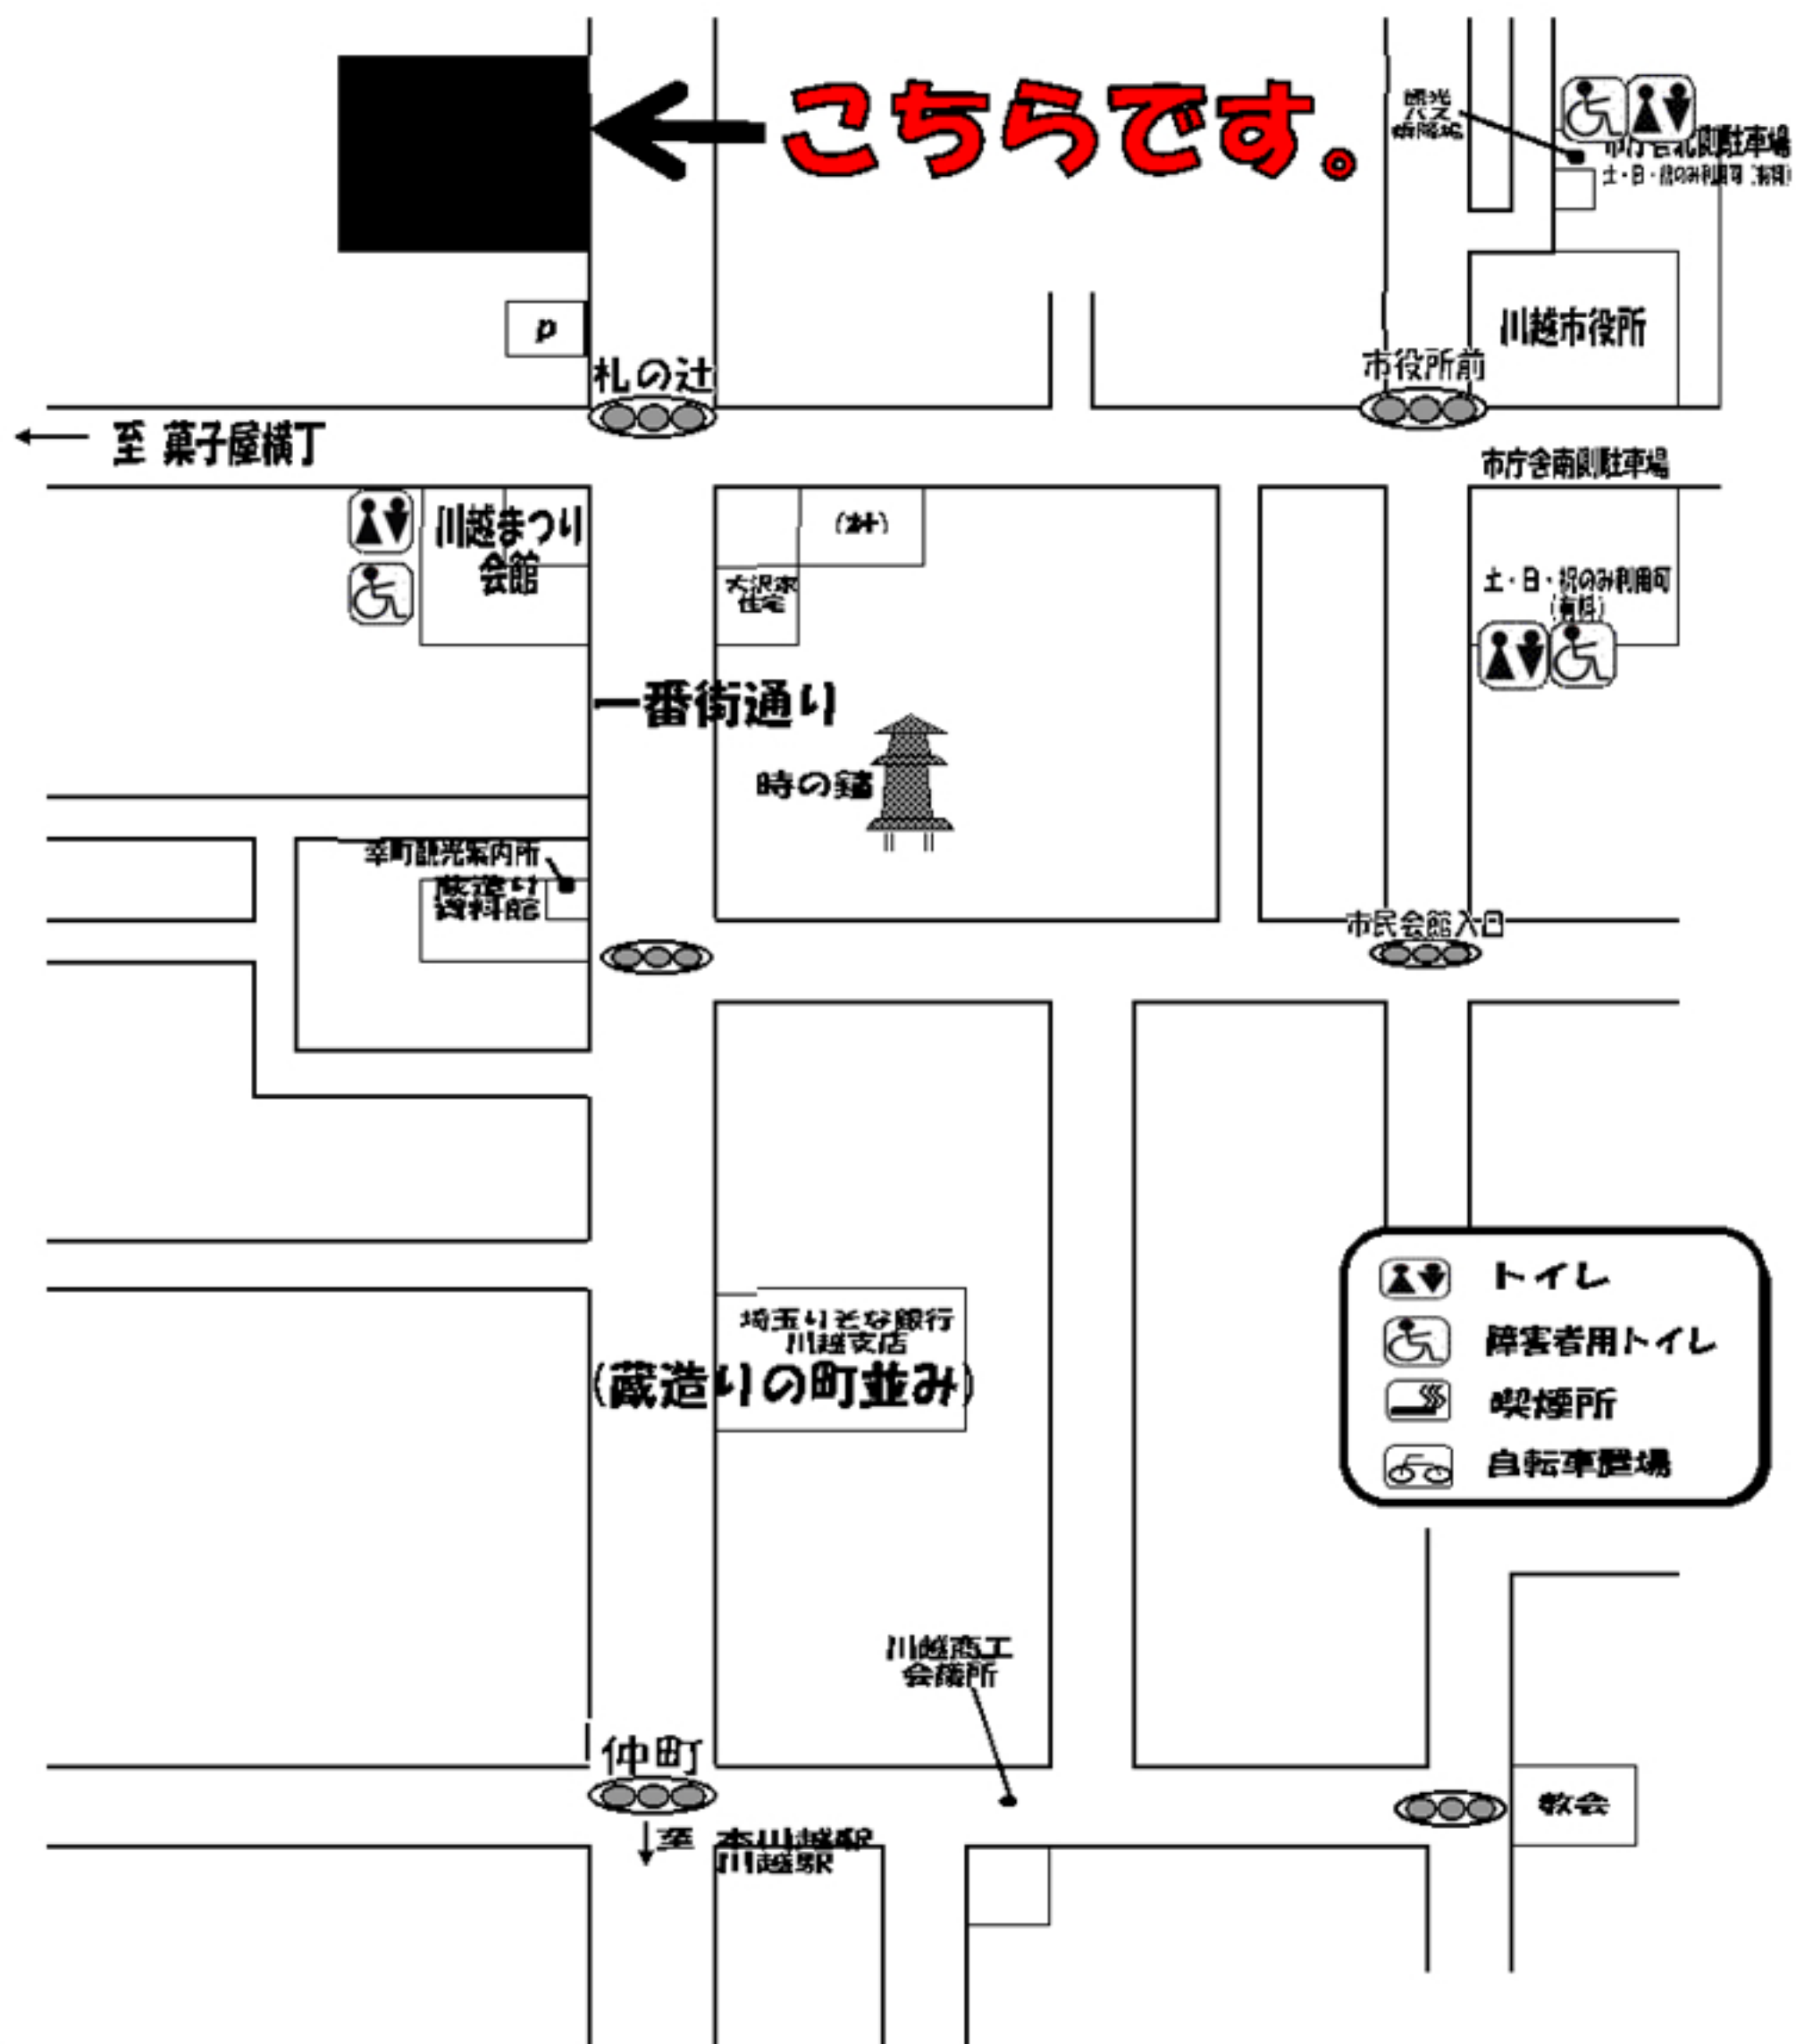 こちらです。
観光
バス
乗降場
市庁舎北側駐車場
土・日・祝のみ利用可(有料)
P
川越市役所
札の辻
市役所前
至 菓子屋横丁
市庁舎南側駐車場
川越まつり
会館
大沢家
住宅
土・日・祝のみ利用可
(有料)
一番街通り
時の鐘
幸町観光案内所
蔵造り
資料館
市民会館入口
トイレ
埼玉りそな銀行
川越支店
障害者用トイレ
(蔵造りの町並み)
喫煙所
自転車置場
川越商工
会議所
仲町
教会
至 本川越駅
川越駅